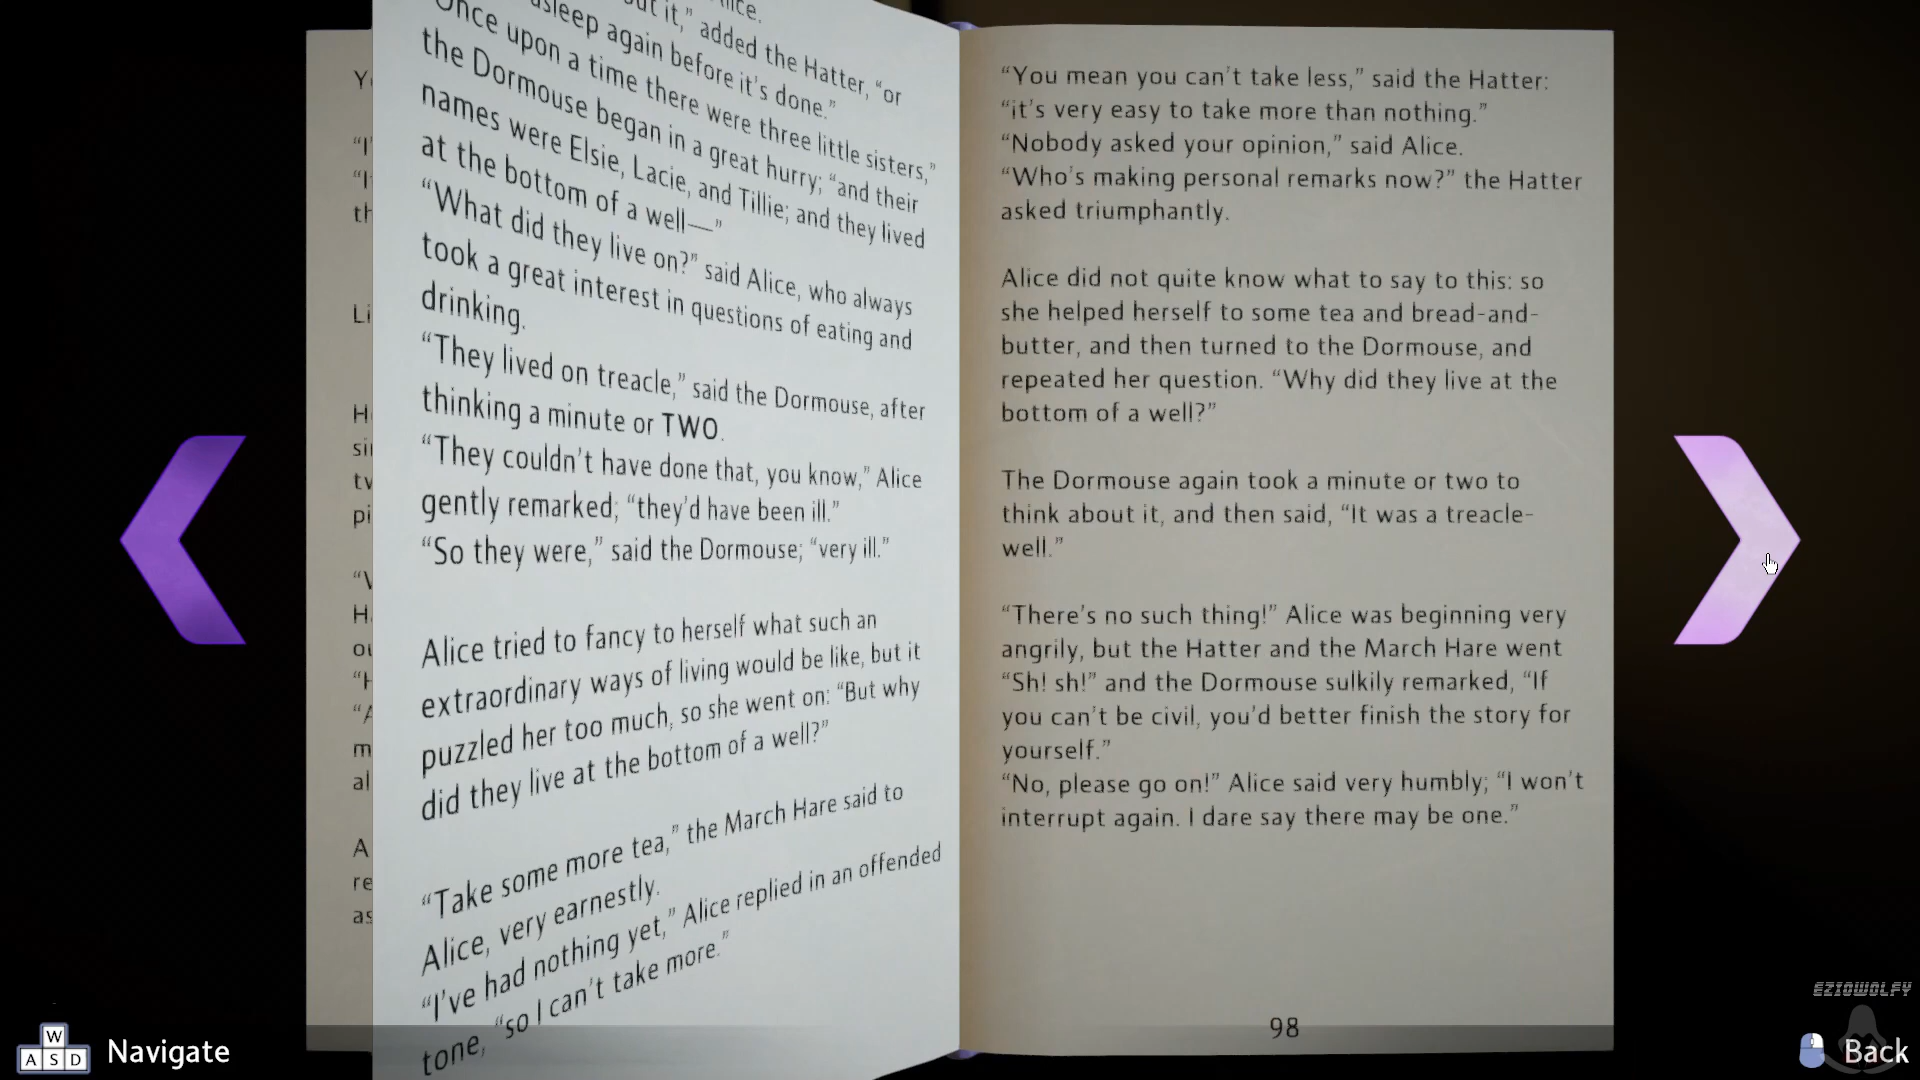 Alice.
out it," added the Hatter, "or
asleep again before it's done."
Once upon a time there were three little sisters,"
the Dormouse began in a great hurry; "and their
names were Elsie, Lacie, and Tillie; and they lived
at the bottom of a well—"
"What did they live on?" said Alice, who always
took a great interest in questions of eating and
drinking.
"They lived on treacle," said the Dormouse, after
thinking a minute or TWO.
"They couldn't have done that, you know," Alice
gently remarked; "they'd have been ill."
"So they were," said the Dormouse; "very ill."
Alice tried to fancy to herself what such an
extraordinary ways of living would be like, but it
puzzled her too much, so she went on: "But why
did they live at the bottom of a well?"
"Take some more tea," the March Hare said to
Alice, very earnestly.
"I've had nothing yet," Alice replied in an offended
tone, "so I can't take more."
"You mean you can't take less," said the Hatter:
"it's very easy to take more than nothing."
"Nobody asked your opinion," said Alice.
"Who's making personal remarks now?" the Hatter
asked triumphantly.
Alice did not quite know what to say to this: so
she helped herself to some tea and bread-and-
butter, and then turned to the Dormouse, and
repeated her question. "Why did they live at the
bottom of a well?"
The Dormouse again took a minute or two to
think about it, and then said, "It was a treacle-
well."
"There's no such thing!" Alice was beginning very
angrily, but the Hatter and the March Hare went
"Sh! sh!" and the Dormouse sulkily remarked, "If
you can't be civil, you'd better finish the story for
yourself."
"No, please go on!" Alice said very humbly; "I won't
interrupt again. I dare say there may be one."
98
EZIOWOLFY
W
A S D Navigate
Back